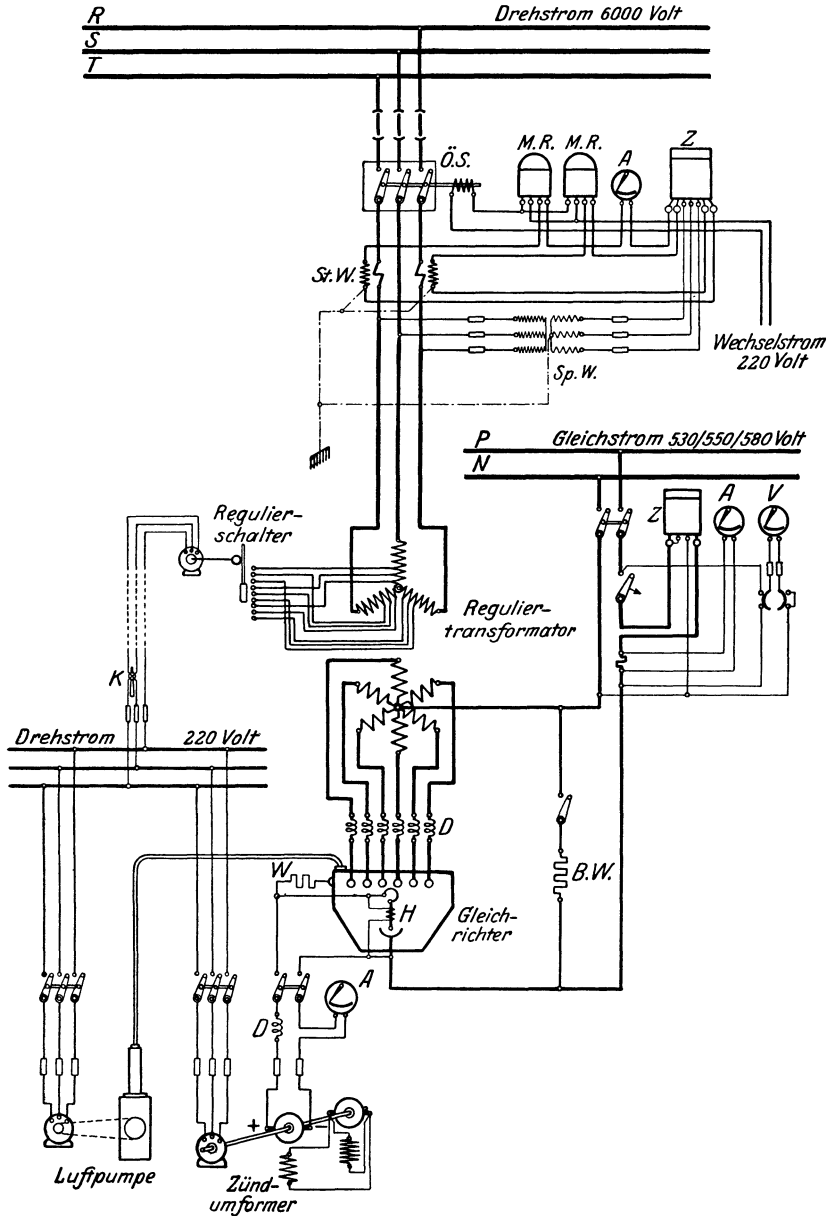 R
Drehstrom 6000 Volt
S
T
Ö.S.
M.R.
M.R.
A
Z
St.W.
Wechselstrom
220 Volt
Sp.W.
P
Gleichstrom 530/550/580 Volt
N
Regulier-
schalter
Z
A
V
Regulier-
transformator
K
Drehstrom
220 Volt
D
W
H
B.W.
Gleich-
richter
A
D
+
-
Luftpumpe
Zünd-
umformer